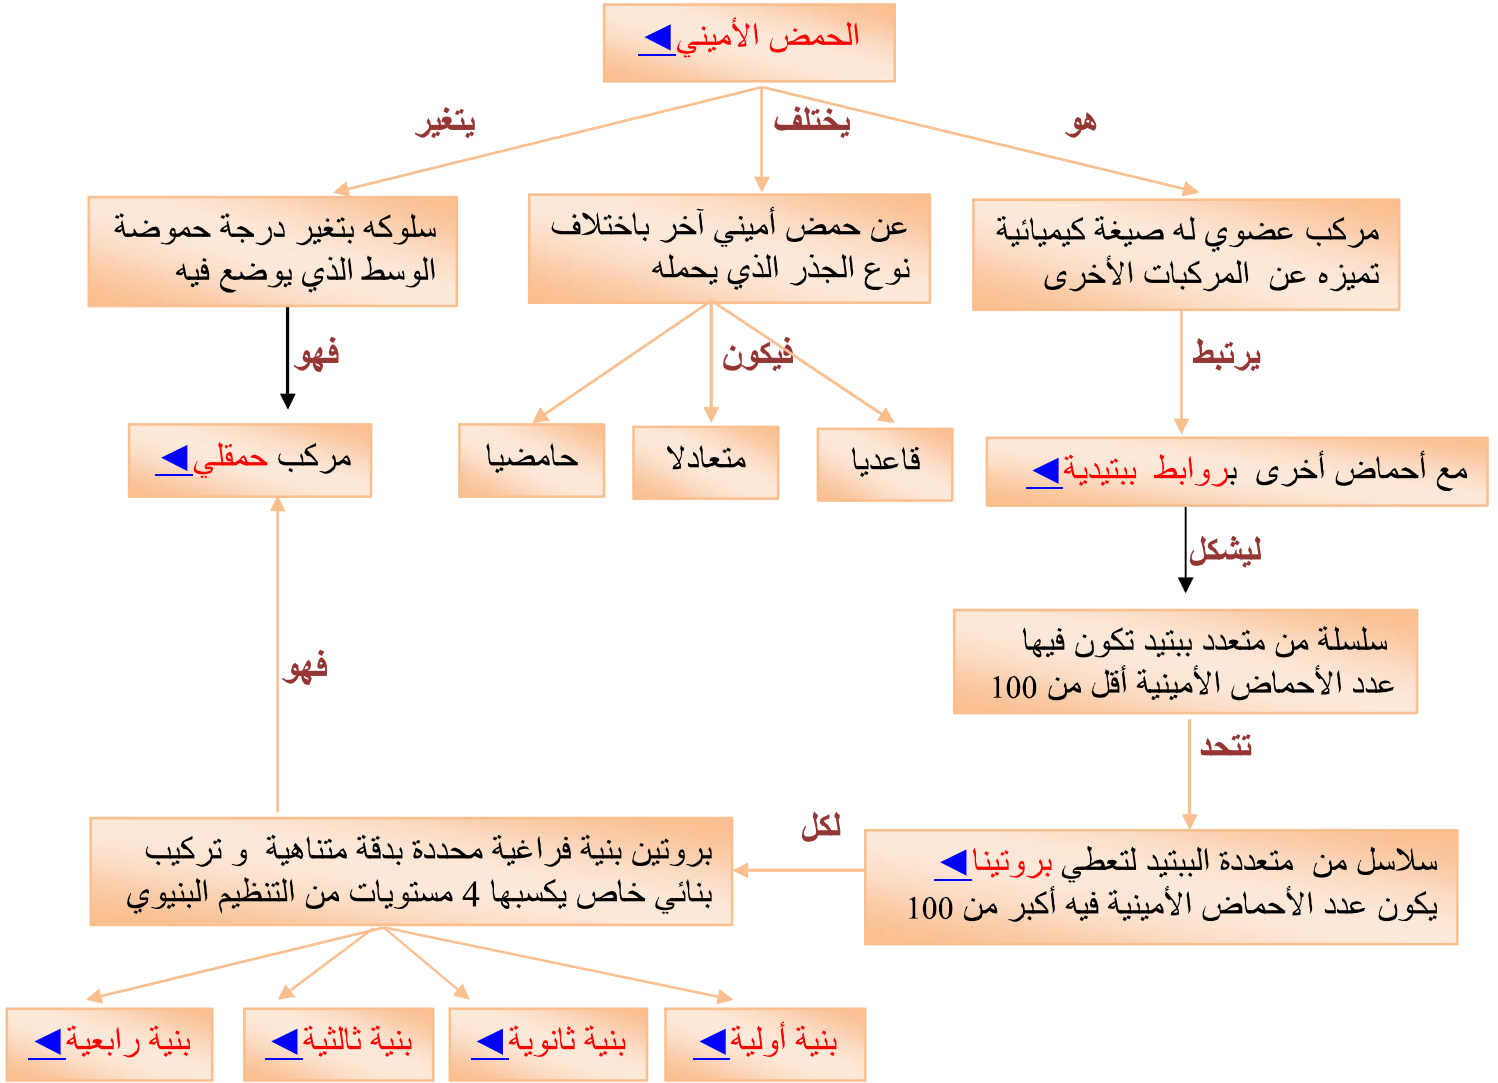 الحمض الأميني◄
هو
يختلف
يتغير
مركب عضوي له صيغة كيميائية
تميزه عن المركبات الأخرى
عن حمض أميني آخر باختلاف
نوع الجذر الذي يحمله
سلوكه بتغير درجة حموضة
الوسط الذي يوضع فيه
يرتبط
فيكون
فهو
مع أحماض أخرى بروابط ببتيدية◄
قاعديا
متعادلا
حامضيا
مركب حمقلي◄
ليشكل
سلسلة من متعدد ببتيد تكون فيها
عدد الأحماض الأمينية أقل من 100
فهو
تتحد
سلاسل من متعددة الببتيد لتعطي بروتينا◄
يكون عدد الأحماض الأمينية فيه أكبر من 100
لكل
بروتين بنية فراغية محددة بدقة متناهية و تركيب
بنائي خاص يكسبها 4 مستويات من التنظيم البنيوي
بنية أولية◄
بنية ثانوية◄
بنية ثالثية◄
بنية رابعية◄